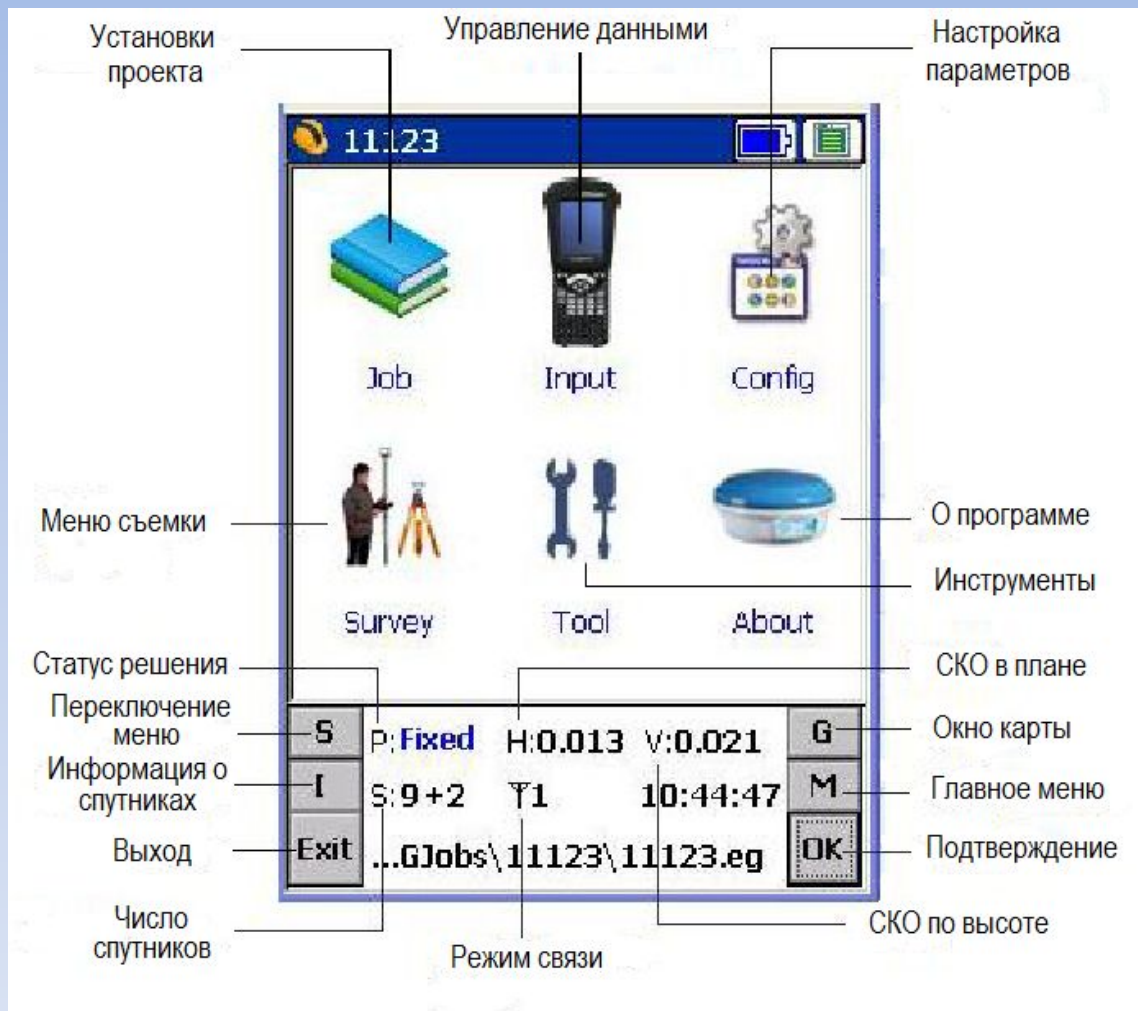 Установки
проекта
Управление данными
Настройка
параметров
11123
Job
Input
Config
Меню съемки
О программе
Инструменты
Survey
Tool
About
Статус решения
СКО в плане
Переключение
меню
S
P:Fixed
H:0.013
V:0.021
G
Окно карты
Информация о
спутниках
I
S:9+2
1
10:44:47
M
Главное меню
Выход
Exit
...GJobs\11123\11123.eg
OK
Подтверждение
Число
спутников
Режим связи
СКО по высоте